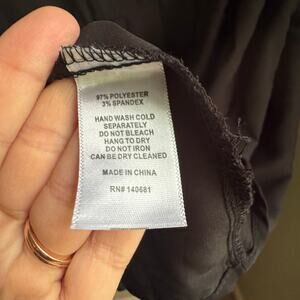 97% POLYESTER
3% SPANDEX
HAND WASH COLD
SEPARATELY
DO NOT BLEACH
HANG TO DRY
DO NOT IRON
CAN BE DRY CLEANED
MADE IN CHINA
RN# 140681